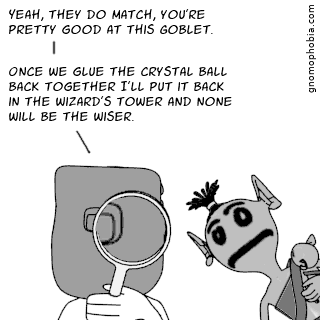 YEAH, THEY DO MATCH, YOU'RE
PRETTY GOOD AT THIS GOBLET.
ONCE WE GLUE THE CRYSTAL BALL
BACK TOGETHER I'LL PUT IT BACK
IN THE WIZARD'S TOWER AND NONE
WILL BE THE WISER.
gnomophobia.com